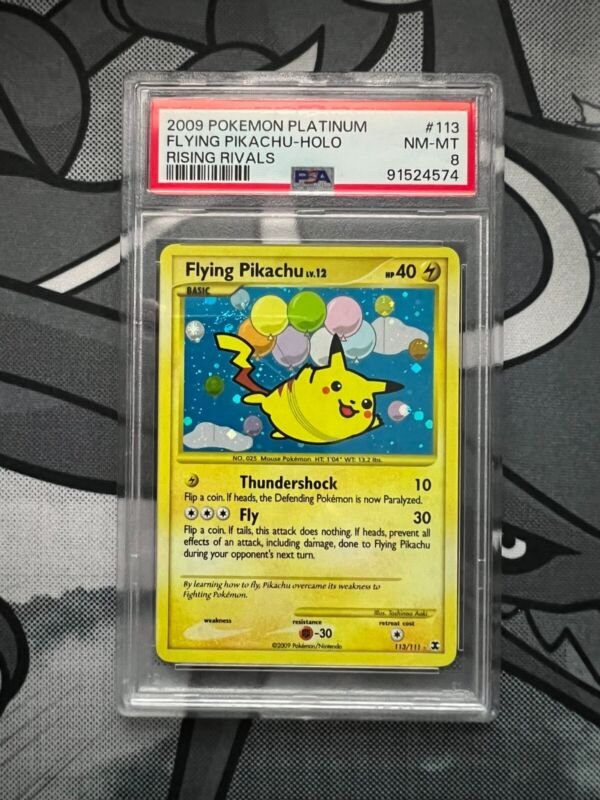 2009 POKEMON PLATINUM #113
FLYING PIKACHU-HOLO NM-MT
RISING RIVALS 8
PSA 91524574
Flying Pikachu LV.12 HP 40
BASIC
NO. 025 Mouse Pokémon HT: 1'04" WT: 13.2 lbs.
Thundershock 10
Flip a coin. If heads, the Defending Pokémon is now Paralyzed.
Fly 30
Flip a coin. If tails, this attack does nothing. If heads, prevent all
effects of an attack, including damage, done to Flying Pikachu
during your opponent's next turn.
By learning how to fly, Pikachu overcame its weakness to
Fighting Pokémon.
Illus. Toshinao Aoki
weakness resistance retreat cost
-30
©2009 Pokémon/Nintendo 113/111